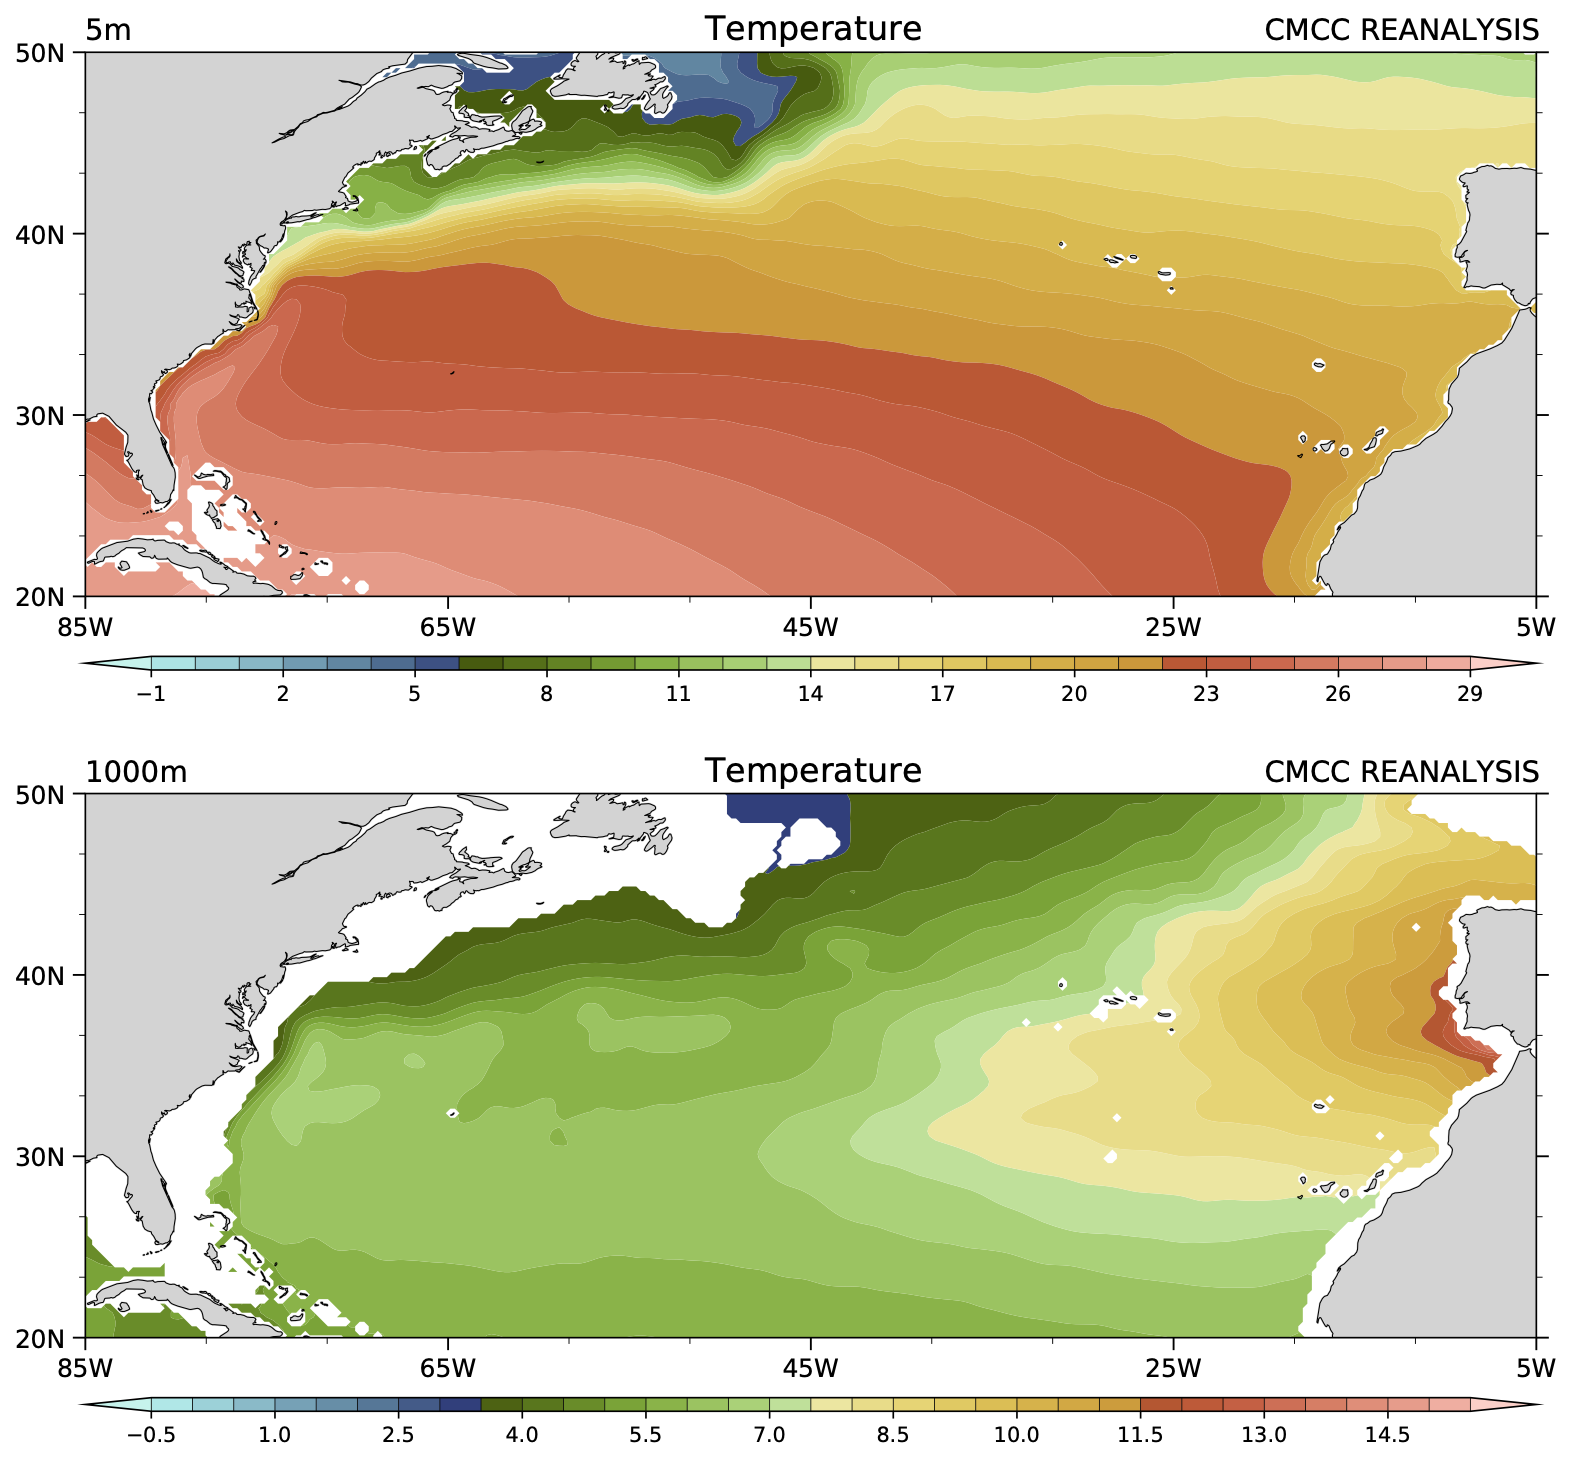 5m Temperature CMCC REANALYSIS
50N
40N
30N
20N
85W 65W 45W 25W 5W
−1 2 5 8 11 14 17 20 23 26 29
1000m Temperature CMCC REANALYSIS
50N
40N
30N
20N
85W 65W 45W 25W 5W
−0.5 1.0 2.5 4.0 5.5 7.0 8.5 10.0 11.5 13.0 14.5